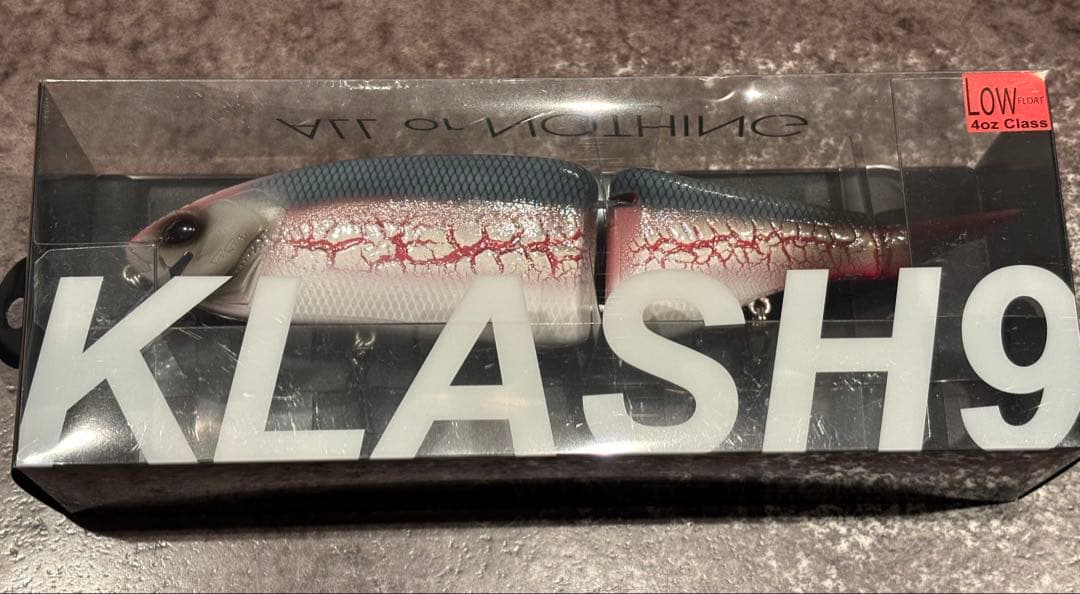 ALL or NOTHING
LOW FLOAT
4oz Class
KLASH9